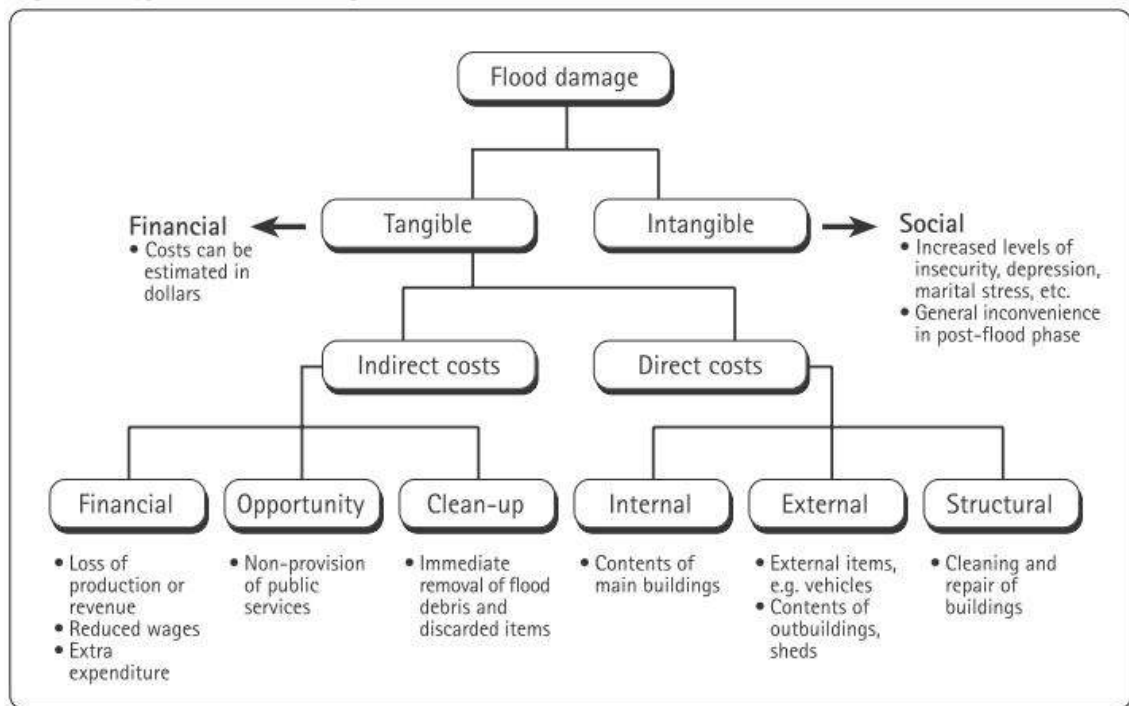 Flood damage
Financial
• Costs can be
estimated in
dollars
Tangible
Intangible
Social
• Increased levels of
insecurity, depression,
marital stress, etc.
• General inconvenience
in post-flood phase
Indirect costs
Direct costs
Financial
• Loss of
production or
revenue
• Reduced wages
• Extra
expenditure
Opportunity
• Non-provision
of public
services
Clean-up
• Immediate
removal of flood
debris and
discarded items
Internal
• Contents of
main buildings
External
• External items,
e.g. vehicles
• Contents of
outbuildings,
sheds
Structural
• Cleaning and
repair of
buildings